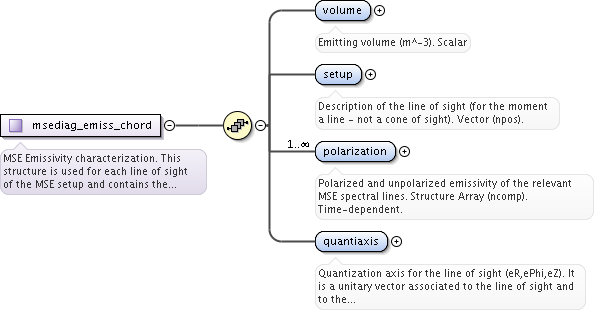 volume
Emitting volume (m^-3). Scalar
setup
Description of the line of sight (for the moment
a line - not a cone of sight). Vector (npos).
msediag_emiss_chord
MSE Emissivity characterization. This
structure is used for each line of sight
of the MSE setup and contains the...
1..∞
polarization
Polarized and unpolarized emissivity of the relevant
MSE spectral lines. Structure Array (ncomp).
Time-dependent.
quantiaxis
Quantization axis for the line of sight (eR,ePhi,eZ). It
is a unitary vector associated to the line of sight and
to the...